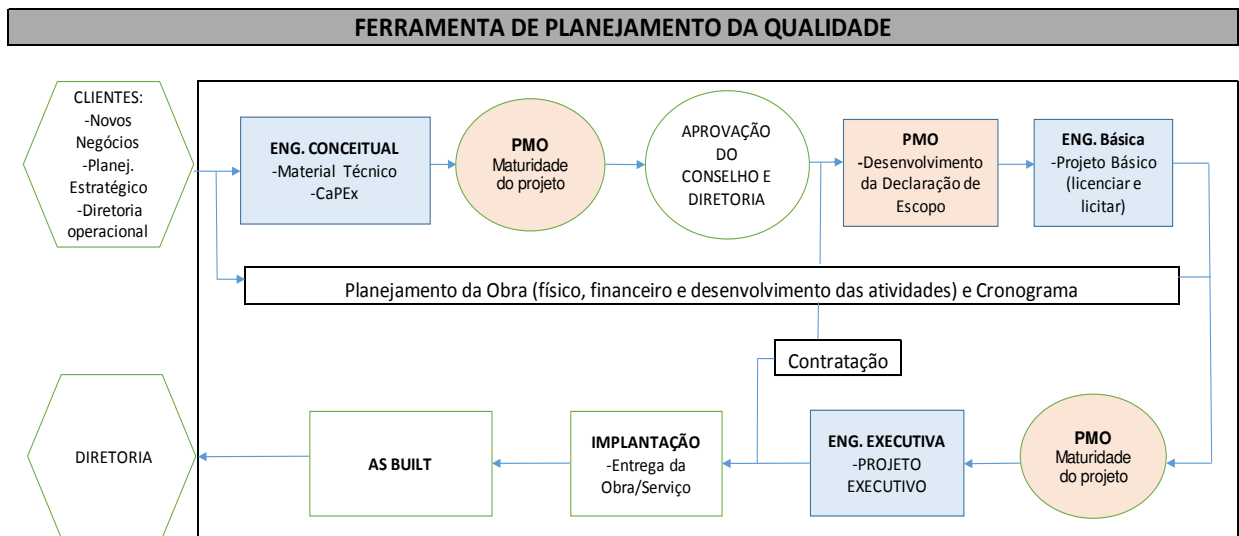 FERRAMENTA DE PLANEJAMENTO DA QUALIDADE
CLIENTES:
-Novos
Negócios
-Planej.
Estratégico
-Diretoria
operacional
ENG. CONCEITUAL
-Material Técnico
-CaPEx
PMO
Maturidade
do projeto
APROVAÇÃO
DO
CONSELHO E
DIRETORIA
PMO
-Desenvolvimento
da Declaração de
Escopo
ENG. Básica
-Projeto Básico
(licenciar e
licitar)
Planejamento da Obra (físico, financeiro e desenvolvimento das atividades) e Cronograma
Contratação
DIRETORIA
AS BUILT
IMPLANTAÇÃO
-Entrega da
Obra/Serviço
ENG. EXECUTIVA
-PROJETO
EXECUTIVO
PMO
Maturidade
do projeto